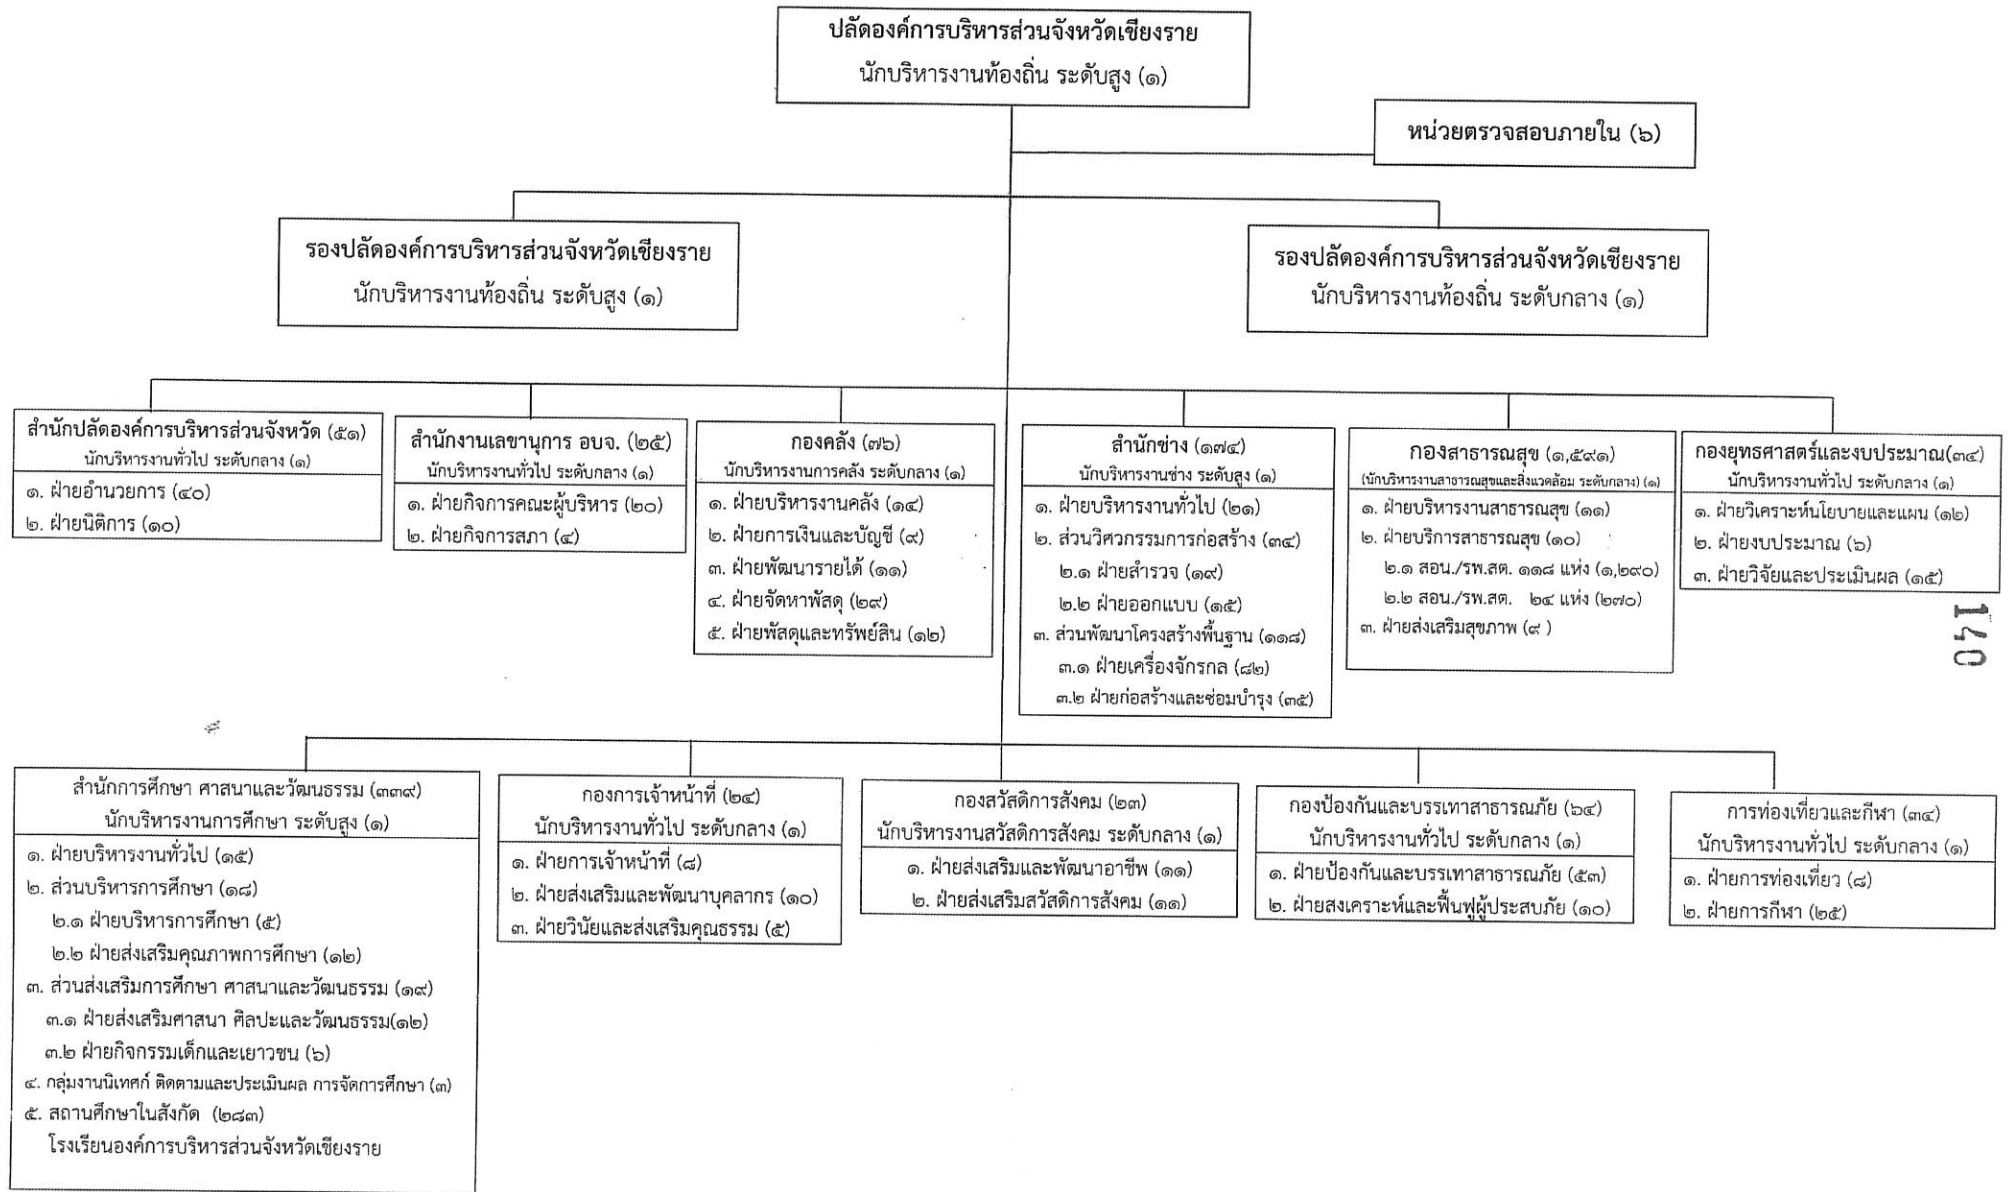 ปลัดองค์การบริหารส่วนจังหวัดเชียงราย
นักบริหารงานท้องถิ่น ระดับสูง (๑)
หน่วยตรวจสอบภายใน (๖)
รองปลัดองค์การบริหารส่วนจังหวัดเชียงราย
นักบริหารงานท้องถิ่น ระดับสูง (๑)
รองปลัดองค์การบริหารส่วนจังหวัดเชียงราย
นักบริหารงานท้องถิ่น ระดับกลาง (๑)
สำนักปลัดองค์การบริหารส่วนจังหวัด (๕๑)
นักบริหารงานทั่วไป ระดับกลาง (๑)
๑. ฝ่ายอำนวยการ (๔๐)
๒. ฝ่ายนิติการ (๑๐)
สำนักงานเลขานุการ อบจ. (๒๕)
นักบริหารงานทั่วไป ระดับกลาง (๑)
๑. ฝ่ายกิจการคณะผู้บริหาร (๒๐)
๒. ฝ่ายกิจการสภา (๔)
กองคลัง (๗๖)
นักบริหารงานการคลัง ระดับกลาง (๑)
๑. ฝ่ายบริหารงานคลัง (๑๔)
๒. ฝ่ายการเงินและบัญชี (๙)
๓. ฝ่ายพัฒนารายได้ (๑๑)
๔. ฝ่ายจัดหาพัสดุ (๒๙)
๕. ฝ่ายพัสดุและทรัพย์สิน (๑๒)
สำนักช่าง (๑๗๔)
นักบริหารงานช่าง ระดับสูง (๑)
๑. ฝ่ายบริหารงานทั่วไป (๒๑)
๒. ส่วนวิศวกรรมการก่อสร้าง (๓๔)
๒.๑ ฝ่ายสำรวจ (๑๙)
๒.๒ ฝ่ายออกแบบ (๑๕)
๓. ส่วนพัฒนาโครงสร้างพื้นฐาน (๑๑๘)
๓.๑ ฝ่ายเครื่องจักรกล (๘๒)
๓.๒ ฝ่ายก่อสร้างและซ่อมบำรุง (๓๕)
กองสาธารณสุข (๑,๕๙๑)
(นักบริหารงานสาธารณสุขและสิ่งแวดล้อม ระดับกลาง) (๑)
๑. ฝ่ายบริหารงานสาธารณสุข (๑๑)
๒. ฝ่ายบริการสาธารณสุข (๑๐)
๒.๑ สอน./รพ.สต. ๑๑๘ แห่ง (๑,๒๙๐)
๒.๒ สอน./รพ.สต. ๒๔ แห่ง (๒๗๐)
๓. ฝ่ายส่งเสริมสุขภาพ (๙ )
กองยุทธศาสตร์และงบประมาณ(๓๔)
นักบริหารงานทั่วไป ระดับกลาง (๑)
๑. ฝ่ายวิเคราะห์นโยบายและแผน (๑๒)
๒. ฝ่ายงบประมาณ (๖)
๓. ฝ่ายวิจัยและประเมินผล (๑๕)
140
สำนักการศึกษา ศาสนาและวัฒนธรรม (๓๓๙)
นักบริหารงานการศึกษา ระดับสูง (๑)
๑. ฝ่ายบริหารงานทั่วไป (๑๕)
๒. ส่วนบริหารการศึกษา (๑๘)
๒.๑ ฝ่ายบริหารการศึกษา (๕)
๒.๒ ฝ่ายส่งเสริมคุณภาพการศึกษา (๑๒)
๓. ส่วนส่งเสริมการศึกษา ศาสนาและวัฒนธรรม (๑๙)
๓.๑ ฝ่ายส่งเสริมศาสนา ศิลปะและวัฒนธรรม(๑๒)
๓.๒ ฝ่ายกิจกรรมเด็กและเยาวชน (๖)
๔. กลุ่มงานนิเทศก์ ติดตามและประเมินผล การจัดการศึกษา (๓)
๕. สถานศึกษาในสังกัด (๒๘๓)
โรงเรียนองค์การบริหารส่วนจังหวัดเชียงราย
กองการเจ้าหน้าที่ (๒๔)
นักบริหารงานทั่วไป ระดับกลาง (๑)
๑. ฝ่ายการเจ้าหน้าที่ (๘)
๒. ฝ่ายส่งเสริมและพัฒนาบุคลากร (๑๐)
๓. ฝ่ายวินัยและส่งเสริมคุณธรรม (๕)
กองสวัสดิการสังคม (๒๓)
นักบริหารงานสวัสดิการสังคม ระดับกลาง (๑)
๑. ฝ่ายส่งเสริมและพัฒนาอาชีพ (๑๑)
๒. ฝ่ายส่งเสริมสวัสดิการสังคม (๑๑)
กองป้องกันและบรรเทาสาธารณภัย (๖๔)
นักบริหารงานทั่วไป ระดับกลาง (๑)
๑. ฝ่ายป้องกันและบรรเทาสาธารณภัย (๕๓)
๒. ฝ่ายสงเคราะห์และฟื้นฟูผู้ประสบภัย (๑๐)
การท่องเที่ยวและกีฬา (๓๔)
นักบริหารงานทั่วไป ระดับกลาง (๑)
๑. ฝ่ายการท่องเที่ยว (๘)
๒. ฝ่ายการกีฬา (๒๕)